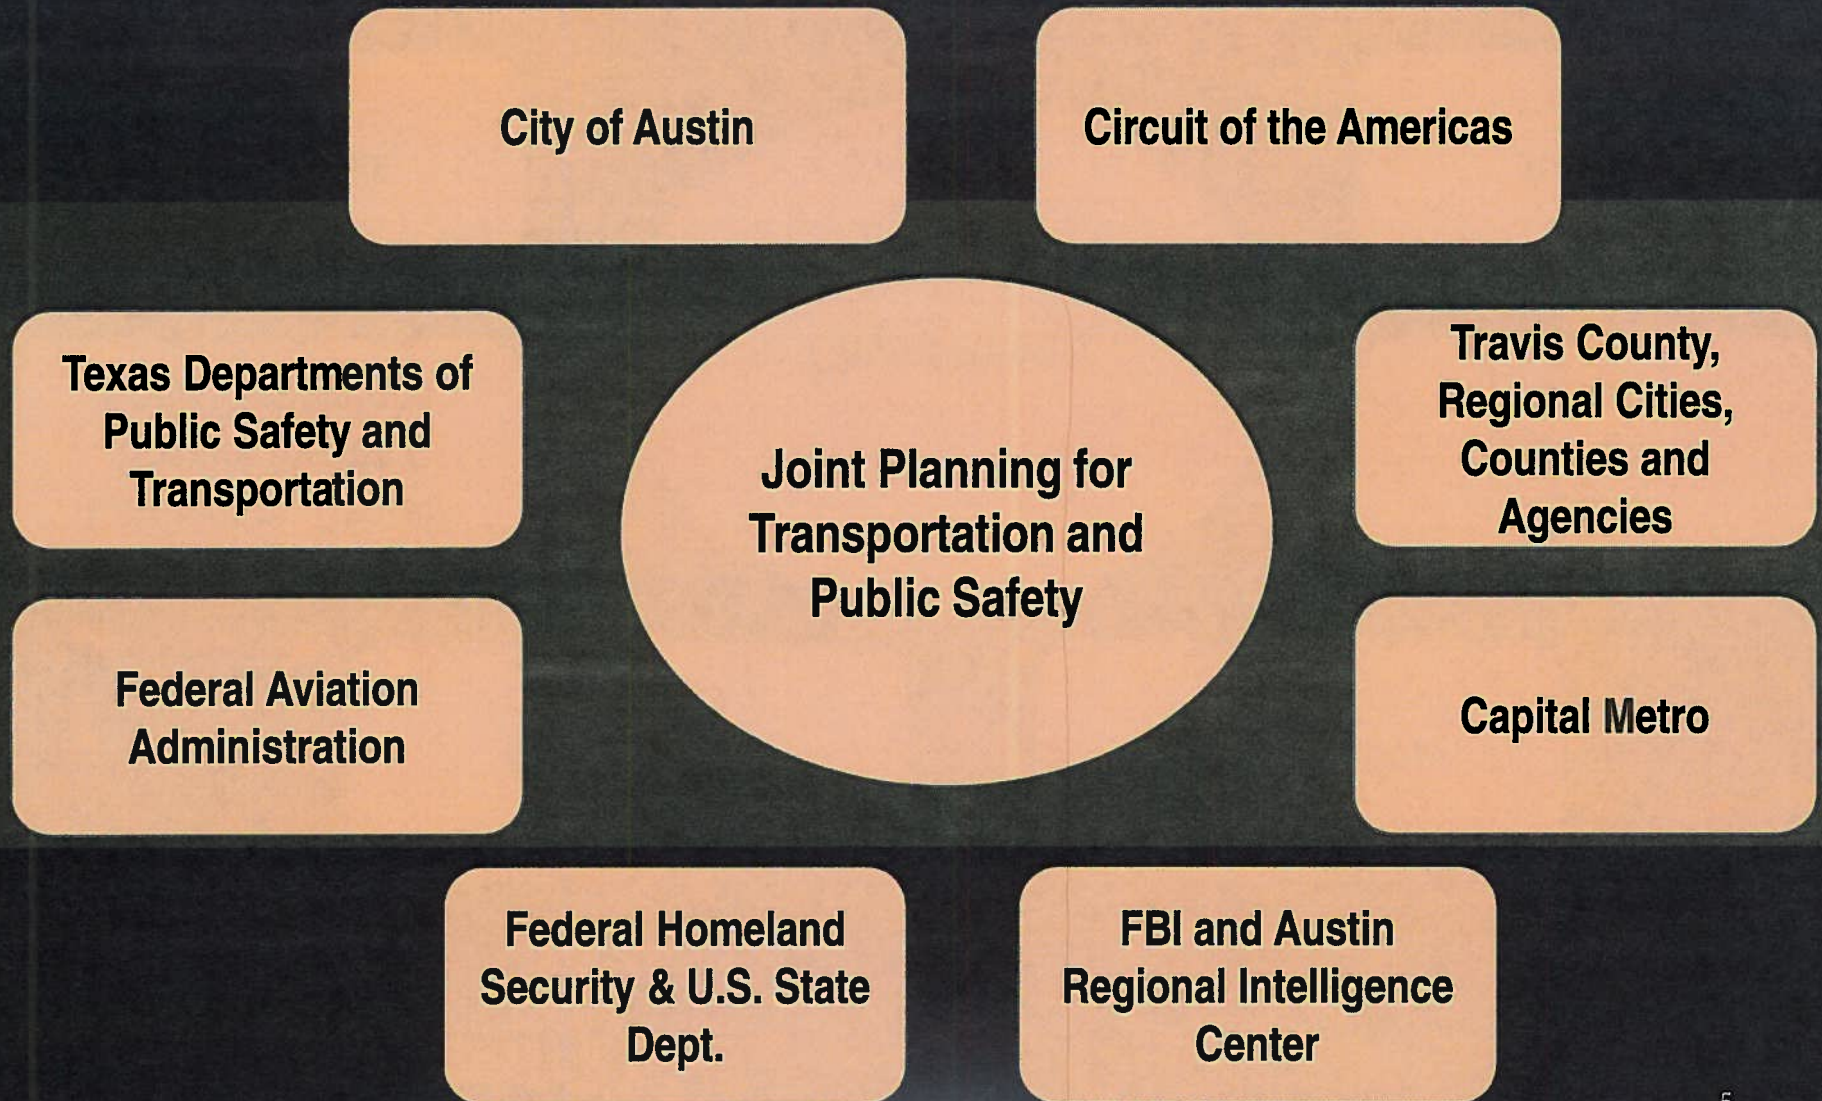 City of Austin
Circuit of the Americas
Texas Departments of
Public Safety and
Transportation
Joint Planning for
Transportation and
Public Safety
Travis County,
Regional Cities,
Counties and
Agencies
Federal Aviation
Administration
Capital Metro
Federal Homeland
Security & U.S. State
Dept.
FBI and Austin
Regional Intelligence
Center
5